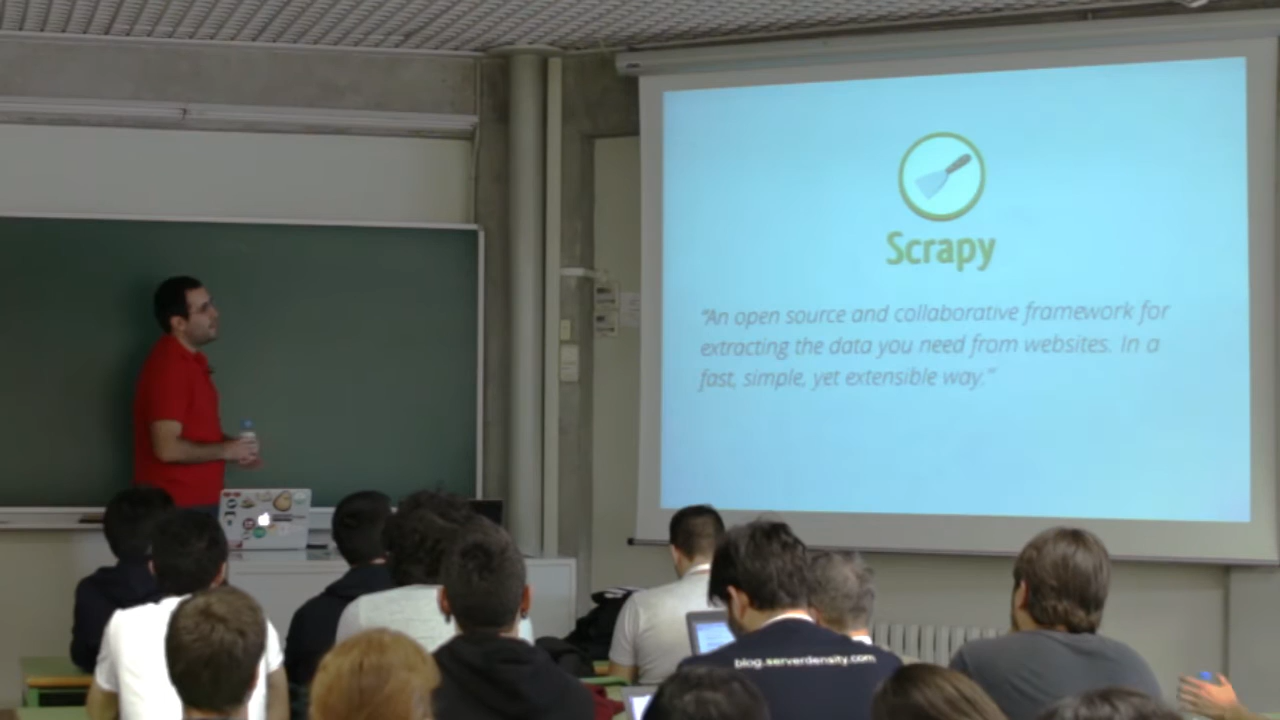 Scrapy
“An open source and collaborative framework for
extracting the data you need from websites. In a
fast, simple, yet extensible way.”
blog.serverdensity.com